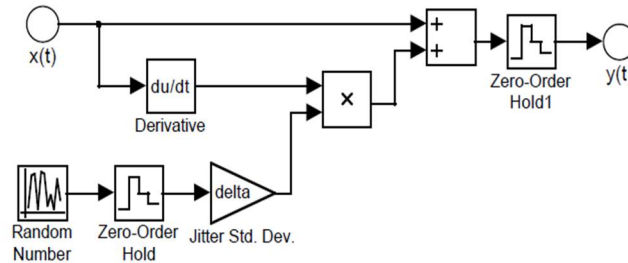 x(t)
du/dt
Derivative
×
+
+
Zero-Order
Hold1
y(t
Random
Number
Zero-Order
Hold
delta
Jitter Std. Dev.